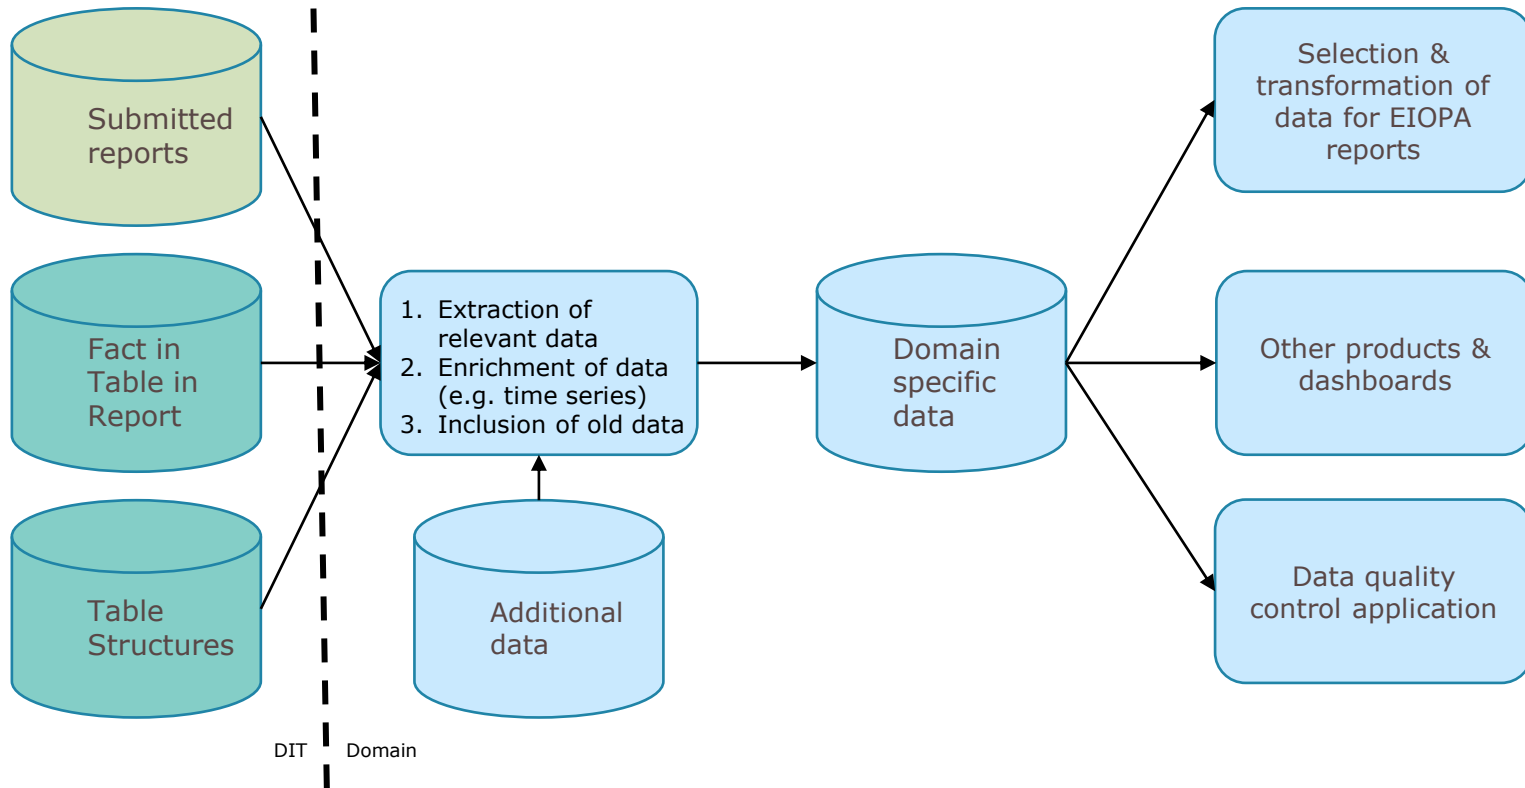 Submitted
reports
Fact in
Table in
Report
Table
Structures
DIT
Domain
1. Extraction of
relevant data
2. Enrichment of data
(e.g. time series)
3. Inclusion of old data
Additional
data
Domain
specific
data
Selection &
transformation of
data for EIOPA
reports
Other products &
dashboards
Data quality
control application